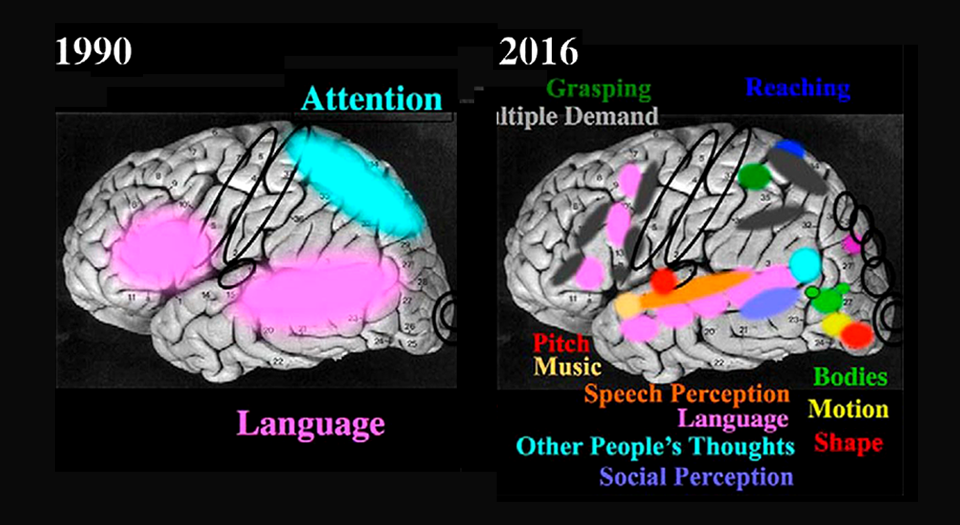 1990
Attention
Language
2016
Grasping
Reaching
ltiple Demand
Pitch
Music
Speech Perception
Language
Other People's Thoughts
Social Perception
Bodies
Motion
Shape